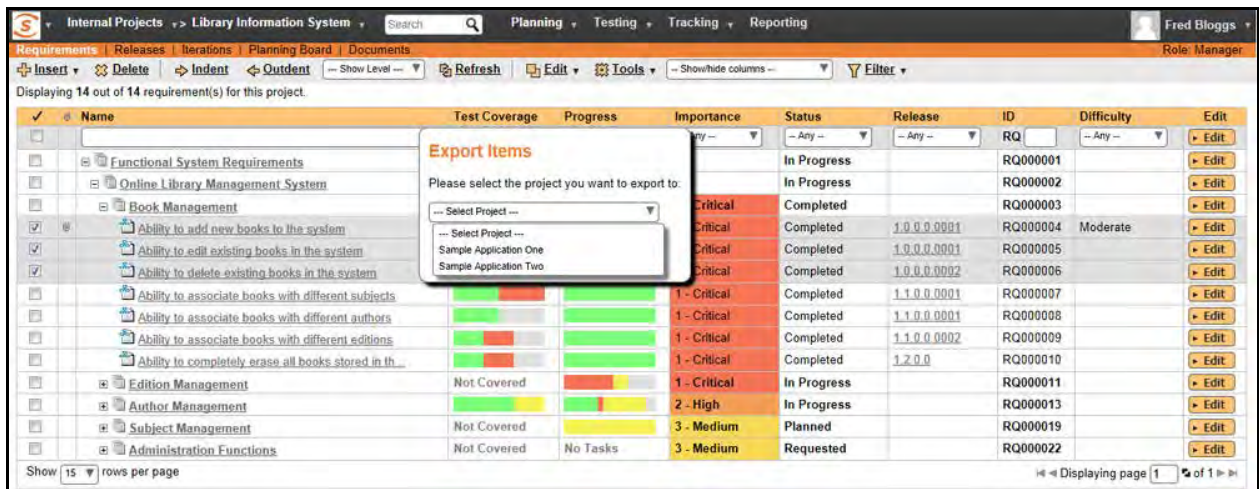 S Internal Projects > Library Information System Search Planning Testing Tracking Reporting Fred Bloggs
Requirements | Releases | Iterations | Planning Board | Documents Role: Manager
Insert Delete Indent Outdent -- Show Level -- Refresh Edit Tools -- Show/hide columns -- Filter
Displaying 14 out of 14 requirement(s) for this project.
Name Test Coverage Progress Importance Status Release ID Difficulty Edit
ny -- -- Any -- -- Any -- RQ -- Any -- Edit
Export Items
Functional System Requirements In Progress RQ000001 Edit
Online Library Management System Please select the project you want to export to: In Progress RQ000002 Edit
Book Management --- Select Project --- Critical Completed RQ000003 Edit
Ability to add new books to the system --- Select Project --- Critical Completed 1.0.0.0.0001 RQ000004 Moderate Edit
Ability to edit existing books in the system Sample Application One Critical Completed 1.0.0.0.0001 RQ000005 Edit
Ability to delete existing books in the system Sample Application Two Critical Completed 1.0.0.0.0002 RQ000006 Edit
Ability to associate books with different subjects 1 - Critical Completed 1.1.0.0.0001 RQ000007 Edit
Ability to associate books with different authors 1 - Critical Completed 1.1.0.0.0001 RQ000008 Edit
Ability to associate books with different editions 1 - Critical Completed 1.1.0.0.0002 RQ000009 Edit
Ability to completely erase all books stored in th... 1 - Critical Completed 1.2.0.0 RQ000010 Edit
Edition Management Not Covered 1 - Critical In Progress RQ000011 Edit
Author Management 2 - High In Progress RQ000013 Edit
Subject Management Not Covered 3 - Medium Planned RQ000019 Edit
Administration Functions Not Covered No Tasks 3 - Medium Requested RQ000022 Edit
Show 15 rows per page Displaying page 1 of 1